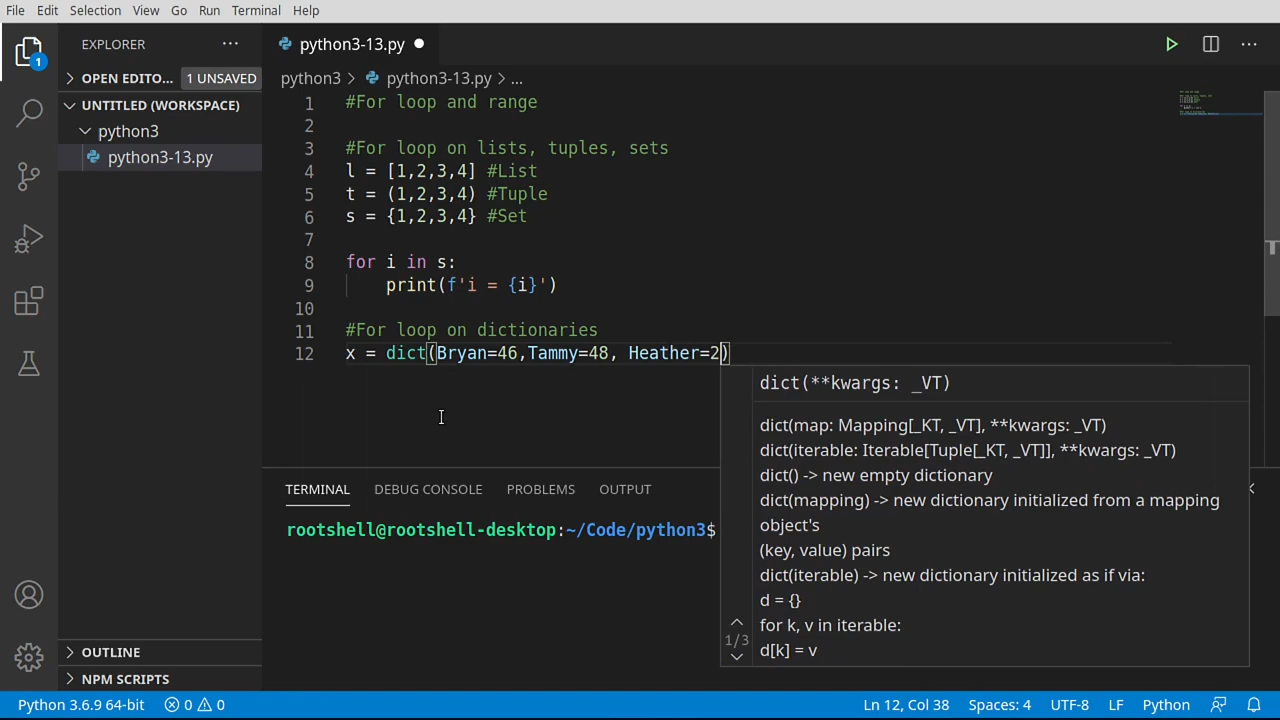 File Edit Selection View Go Run Terminal Help
EXPLORER
python3-13.py
OPEN EDITO... 1 UNSAVED
python3 > python3-13.py > ...
UNTITLED (WORKSPACE)
python3
python3-13.py
1
1 #For loop and range
2
3 #For loop on lists, tuples, sets
4 l = [1,2,3,4] #List
5 t = (1,2,3,4) #Tuple
6 s = {1,2,3,4} #Set
7
8 for i in s:
9 print(f'i = {i}')
10
11 #For loop on dictionaries
12 x = dict(Bryan=46,Tammy=48, Heather=2)
dict(**kwargs: _VT)
dict(map: Mapping[_KT, _VT], **kwargs: _VT)
dict(iterable: Iterable[Tuple[_KT, _VT]], **kwargs: _VT)
dict() -> new empty dictionary
dict(mapping) -> new dictionary initialized from a mapping
object's
(key, value) pairs
dict(iterable) -> new dictionary initialized as if via:
d = {}
for k, v in iterable:
d[k] = v
1/3
TERMINAL DEBUG CONSOLE PROBLEMS OUTPUT
rootshell@rootshell-desktop:~/Code/python3$
OUTLINE
NPM SCRIPTS
Python 3.6.9 64-bit 0 0 Ln 12, Col 38 Spaces: 4 UTF-8 LF Python